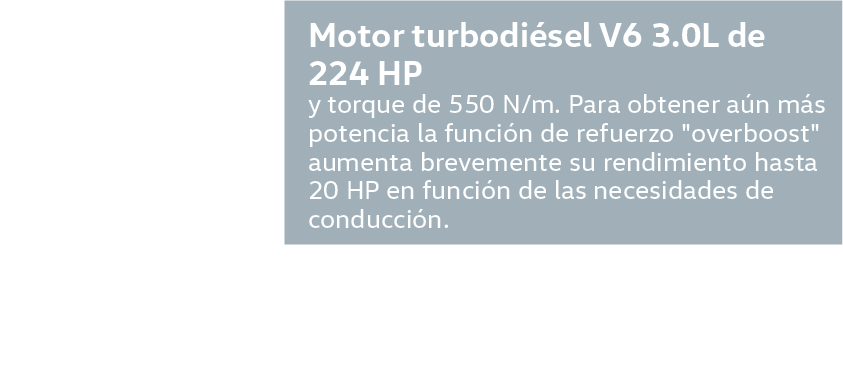 Motor turbodiésel V6 3.0L de
224 HP
y torque de 550 N/m. Para obtener aún más
potencia la función de refuerzo "overboost"
aumenta brevemente su rendimiento hasta
20 HP en función de las necesidades de
conducción.